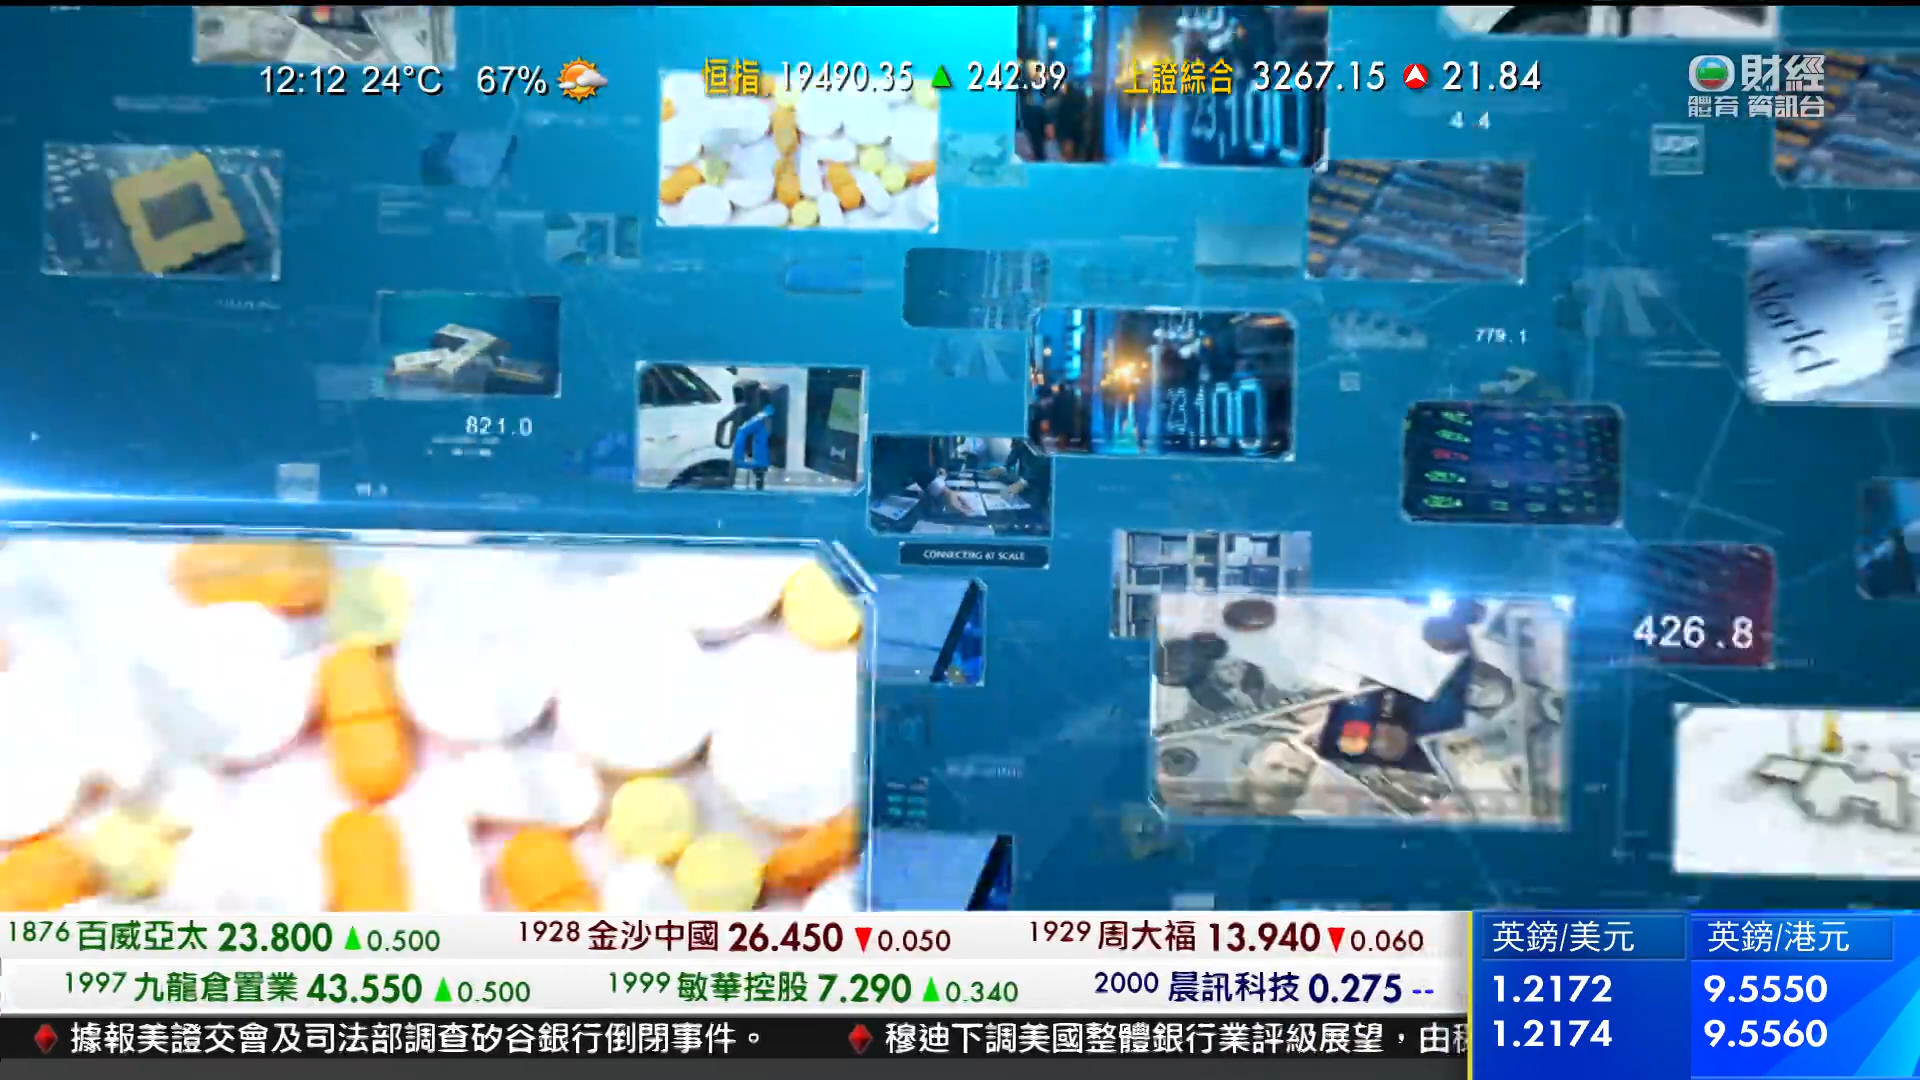 12:12 24°C 67% 恒指 19490.35 ▲ 242.39 上證綜合 3267.15 ▲ 21.84
財經
體育 資訊台
4.4
23,100
World
779.1
821.0
23,100
CONNECTING AT SCALE
426.8
1876 百威亞太 23.800 ▲0.500 1928 金沙中國 26.450 ▼0.050 1929 周大福 13.940 ▼0.060
1997 九龍倉置業 43.550 ▲0.500 1999 敏華控股 7.290 ▲0.340 2000 晨訊科技 0.275 --
據報美證交會及司法部調查矽谷銀行倒閉事件。 穆迪下調美國整體銀行業評級展望，由
英鎊/美元 英鎊/港元
1.2172 9.5550
1.2174 9.5560